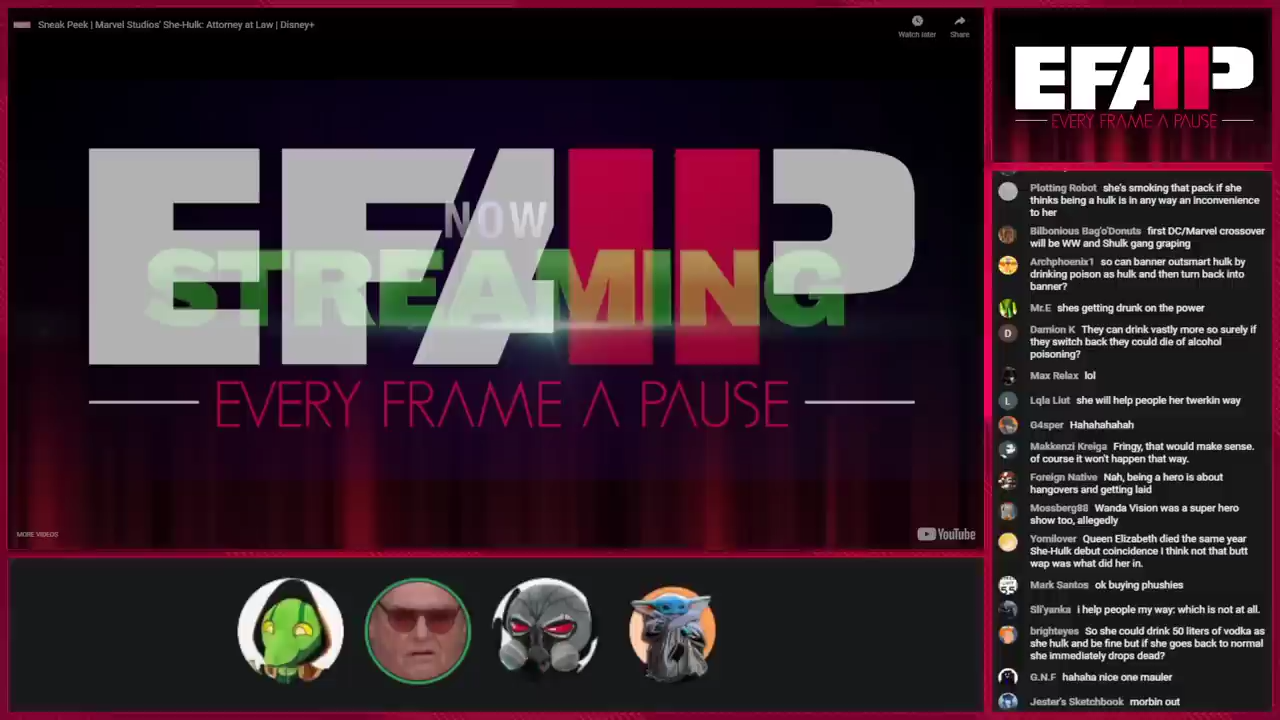 Sneak Peek | Marvel Studios' She-Hulk: Attorney at Law | Disney+
Watch later
Share
EFAP
NOW
STREAMING
EVERY FRAME A PAUSE
MORE VIDEOS
YouTube
EFAP
EVERY FRAME A PAUSE
Plotting Robot she's smoking that pack if she
thinks being a hulk is in any way an inconvenience
to her
Bilbonious Bag'o'Donuts first DC/Marvel crossover
will be WW and Shulk gang graping
Archphoenix1 so can banner outsmart hulk by
drinking poison as hulk and then turn back into
banner?
Mr.E shes getting drunk on the power
D
Damion K They can drink vastly more so surely if
they switch back they could die of alcohol
poisoning?
Max Relax lol
L
Lqla Liut she will help people her twerkin way
G4sper Hahahahahah
Makkenzi Kreiga Fringy, that would make sense.
of course it won't happen that way.
Foreign Native Nah, being a hero is about
hangovers and getting laid
Mossberg88 Wanda Vision was a super hero
show too, allegedly
Yomilover Queen Elizabeth died the same year
She-Hulk debut coincidence I think not that butt
wap was what did her in.
Mark Santos ok buying phushies
Sli'yanka i help people my way: which is not at all.
brighteyes So she could drink 50 liters of vodka as
she hulk and be fine but if she goes back to normal
she immediately drops dead?
G.N.F hahaha nice one mauler
Jester's Sketchbook morbin out